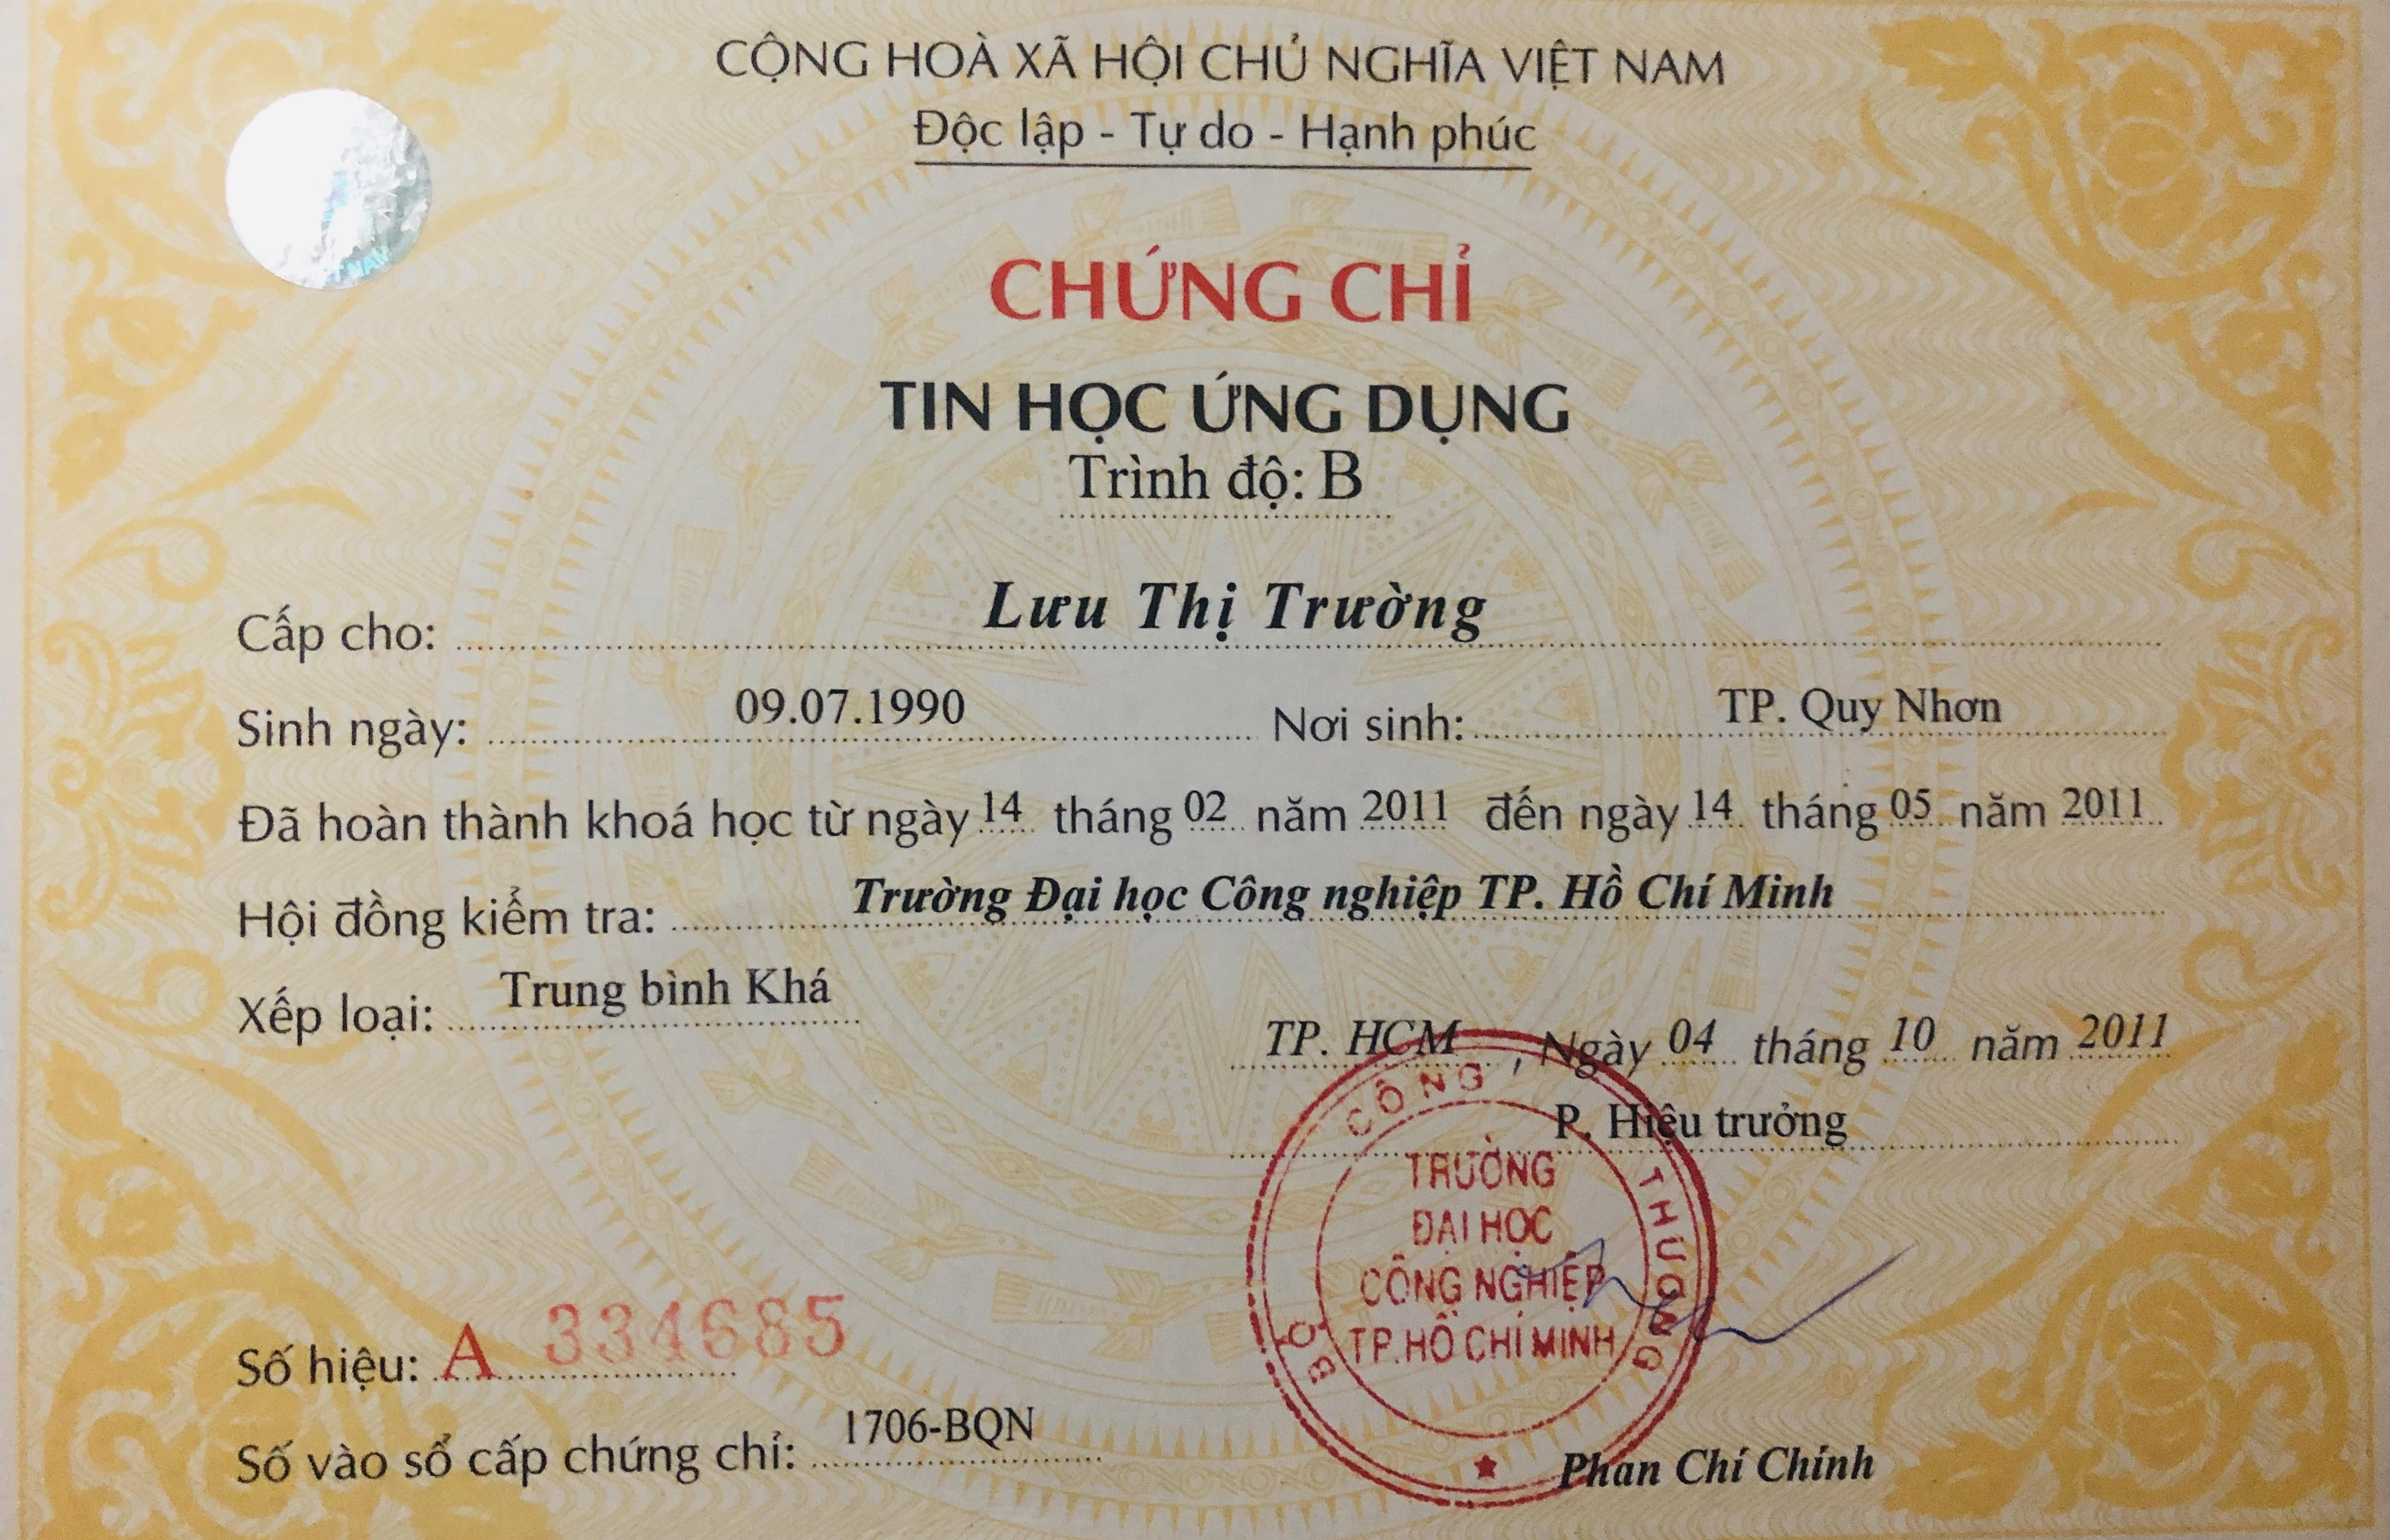 CỘNG HOÀ XÃ HỘI CHỦ NGHĨA VIỆT NAM
Độc lập - Tự do - Hạnh phúc
CHỨNG CHỈ
TIN HỌC ỨNG DỤNG
Trình độ: B
Cấp cho: Lưu Thị Trường
Sinh ngày: 09.07.1990 Nơi sinh: TP. Quy Nhơn
Đã hoàn thành khoá học từ ngày 14 tháng 02 năm 2011 đến ngày 14 tháng 05 năm 2011
Hội đồng kiểm tra: Trường Đại học Công nghiệp TP. Hồ Chí Minh
Xếp loại: Trung bình Khá
TP. HCM, Ngày 04 tháng 10 năm 2011
P. Hiệu trưởng
BỘ CÔNG THƯƠNG
TRƯỜNG
ĐẠI HỌC
CÔNG NGHIỆP
TP. HỒ CHÍ MINH
Số hiệu: A 334685
Số vào sổ cấp chứng chỉ: 1706-BQN
Phan Chí Chính